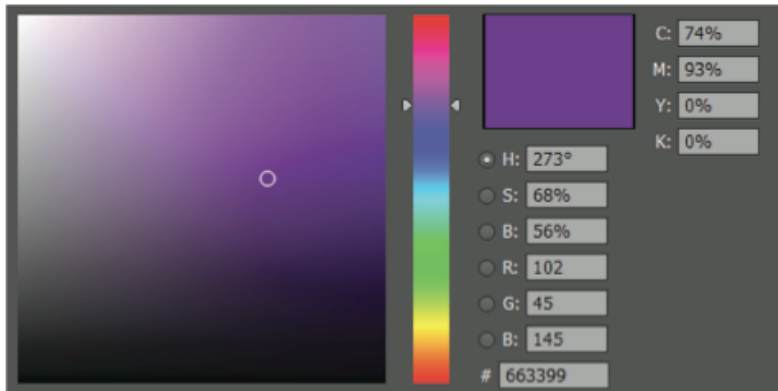 C: 74%
M: 93%
Y: 0%
K: 0%
H: 273°
S: 68%
B: 56%
R: 102
G: 45
B: 145
# 663399